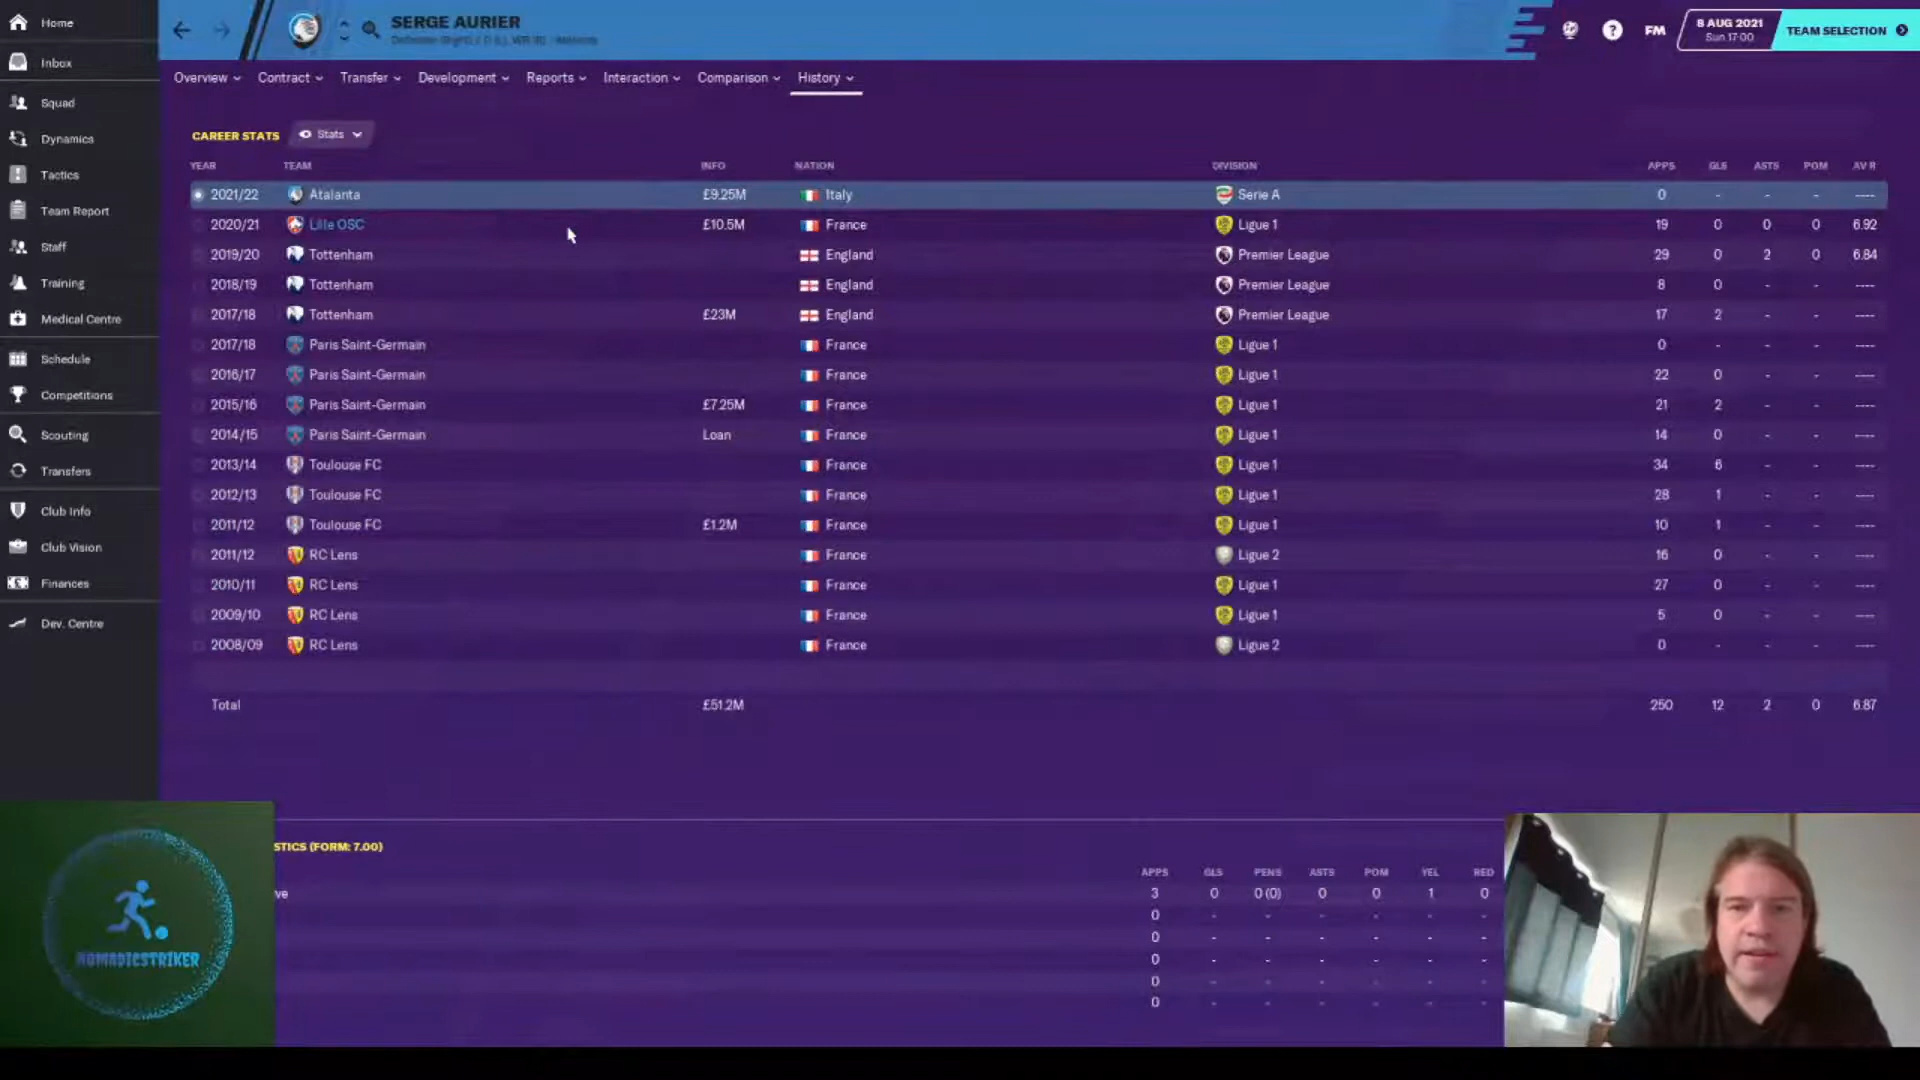 Home
Inbox
Squad
Dynamics
Tactics
Team Report
Staff
Training
Medical Centre
Schedule
Competitions
Scouting
Transfers
Club Info
Club Vision
Finances
Dev. Centre
SERGE AURIER
FM
8 AUG 2021
Sun 17:00
TEAM SELECTION
Overview Contract Transfer Development Reports Interaction Comparison History
CAREER STATS Stats
YEAR TEAM INFO NATION DIVISION APPS GLS ASTS POM AV R
2021/22 Atalanta £9.25M Italy Serie A 0 - - - ----
2020/21 Lille OSC £10.5M France Ligue 1 19 0 0 0 6.92
2019/20 Tottenham England Premier League 29 0 2 0 6.84
2018/19 Tottenham England Premier League 8 0 - - ----
2017/18 Tottenham £23M England Premier League 17 2 - - ----
2017/18 Paris Saint-Germain France Ligue 1 0 - - - ----
2016/17 Paris Saint-Germain France Ligue 1 22 0 - - ----
2015/16 Paris Saint-Germain £7.25M France Ligue 1 21 2 - - ----
2014/15 Paris Saint-Germain Loan France Ligue 1 14 0 - - ----
2013/14 Toulouse FC France Ligue 1 34 6 - - ----
2012/13 Toulouse FC France Ligue 1 28 1 - - ----
2011/12 Toulouse FC £1.2M France Ligue 1 10 1 - - ----
2011/12 RC Lens France Ligue 2 16 0 - - ----
2010/11 RC Lens France Ligue 1 27 0 - - ----
2009/10 RC Lens France Ligue 1 5 0 - - ----
2008/09 RC Lens France Ligue 2 0 - - - ----
Total £51.2M 250 12 2 0 6.87
STICS (FORM: 7.00)
APPS GLS PENS ASTS POM YEL RED
ve 3 0 0 (0) 0 0 1 0
0 - - - - - -
0 - - - - - -
0 - - - - - -
0 - - - - - -
0 - - - - - -
NOMADICSTRIKER